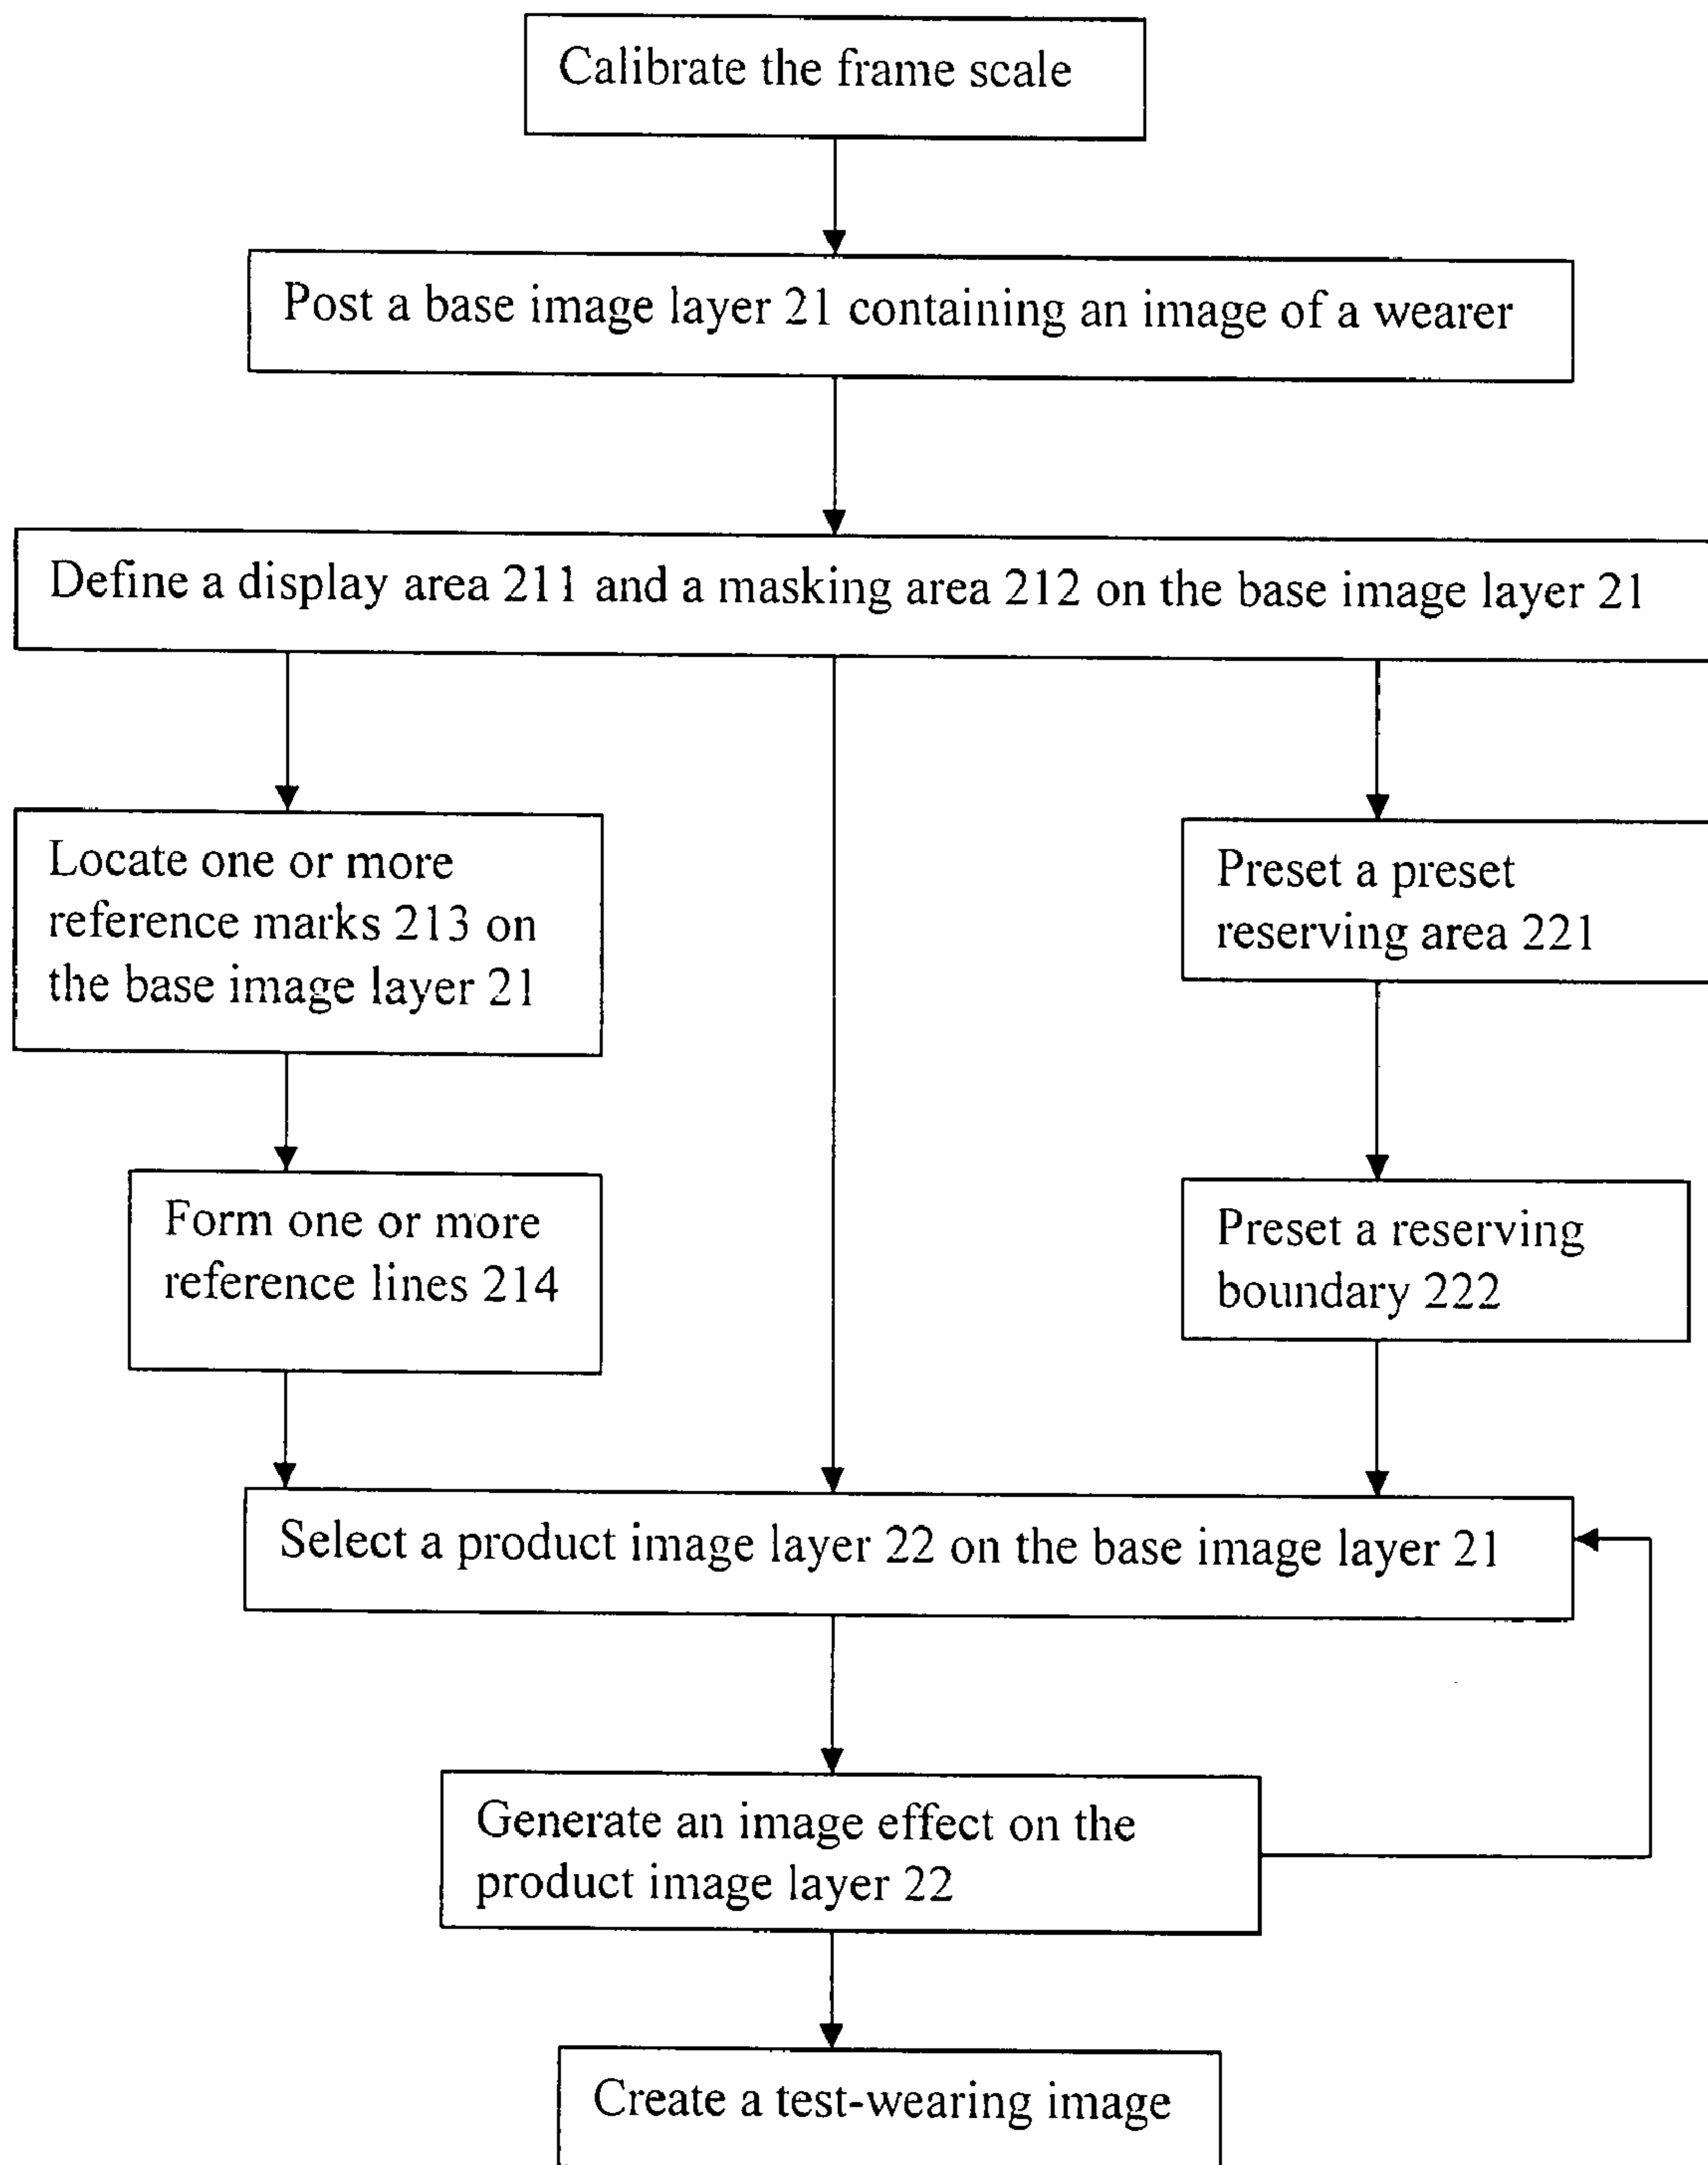 Calibrate the frame scale
Post a base image layer 21 containing an image of a wearer
Define a display area 211 and a masking area 212 on the base image layer 21
Locate one or more
reference marks 213 on
the base image layer 21
Preset a preset
reserving area 221
Form one or more
reference lines 214
Preset a reserving
boundary 222
Select a product image layer 22 on the base image layer 21
Generate an image effect on the
product image layer 22
Create a test-wearing image